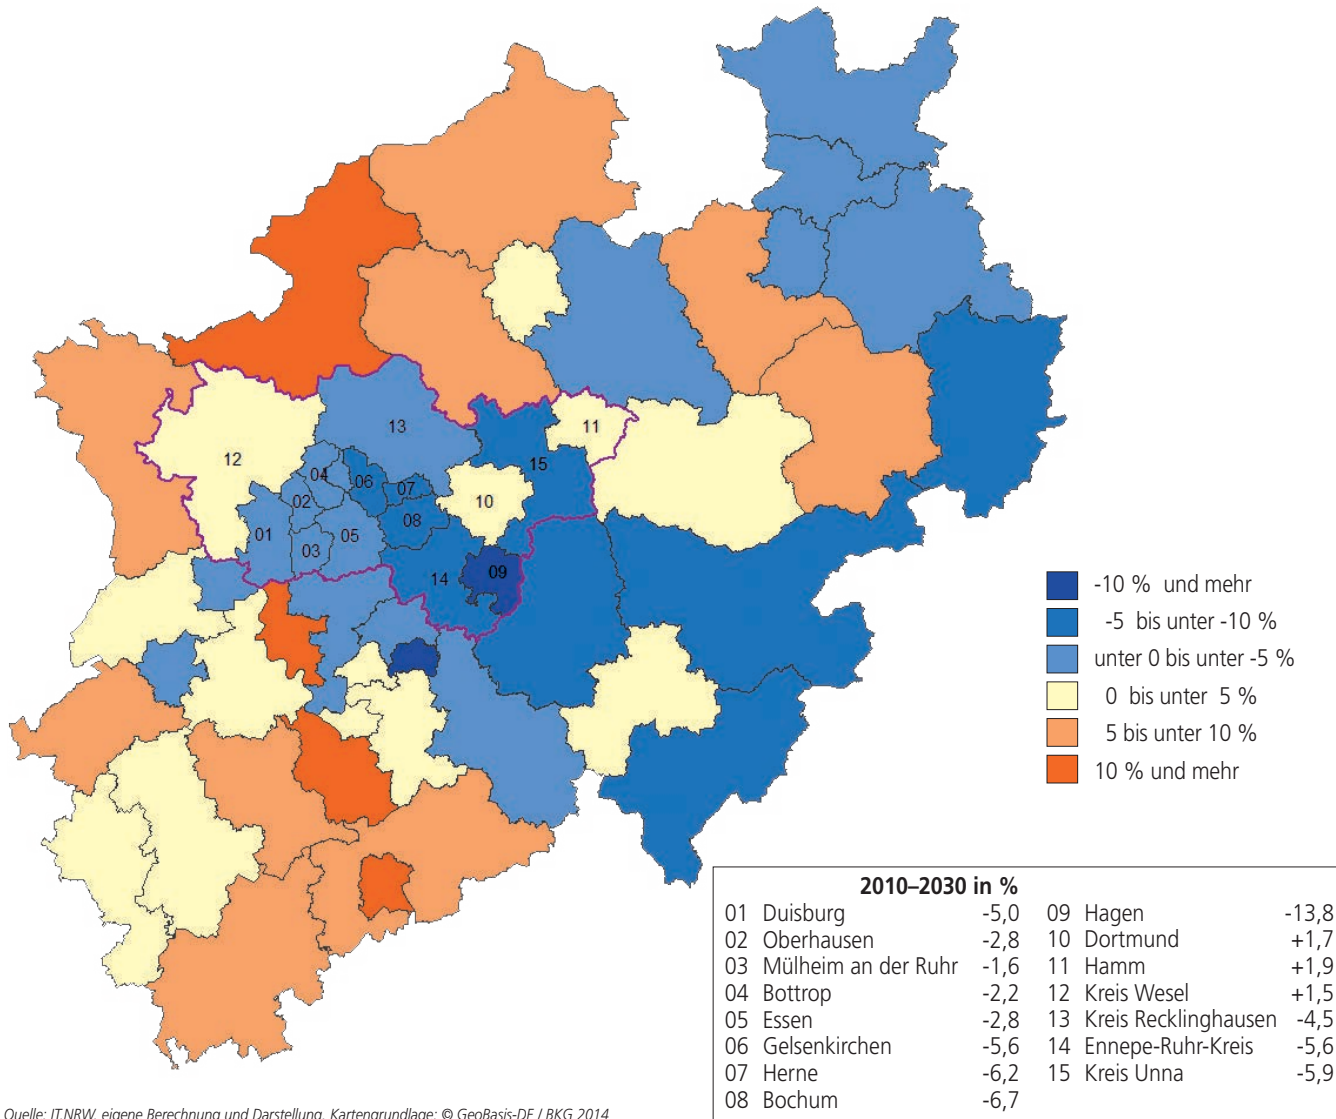 13
11
12
15
04
06
07
02
10
08
01
05
03
14
09
-10 % und mehr
-5 bis unter -10 %
unter 0 bis unter -5 %
0 bis unter 5 %
5 bis unter 10 %
10 % und mehr
2010–2030 in %
01 Duisburg -5,0
02 Oberhausen -2,8
03 Mülheim an der Ruhr -1,6
04 Bottrop -2,2
05 Essen -2,8
06 Gelsenkirchen -5,6
07 Herne -6,2
08 Bochum -6,7
09 Hagen -13,8
10 Dortmund +1,7
11 Hamm +1,9
12 Kreis Wesel +1,5
13 Kreis Recklinghausen -4,5
14 Ennepe-Ruhr-Kreis -5,6
15 Kreis Unna -5,9
Quelle: IT.NRW, eigene Berechnung und Darstellung, Kartengrundlage: © GeoBasis-DE / BKG 2014